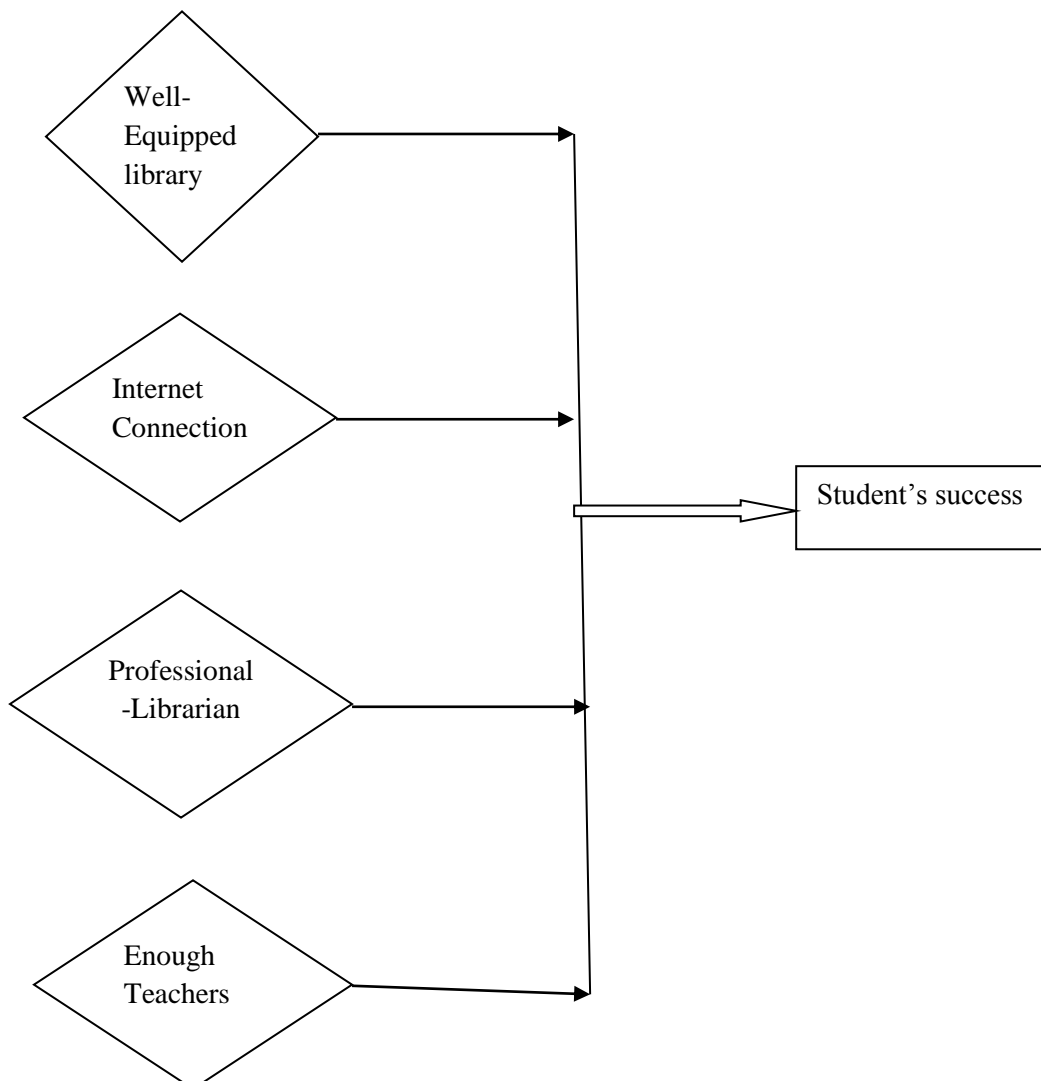 Well-
Equipped
library
Internet
Connection
Student’s success
Professional
-Librarian
Enough
Teachers